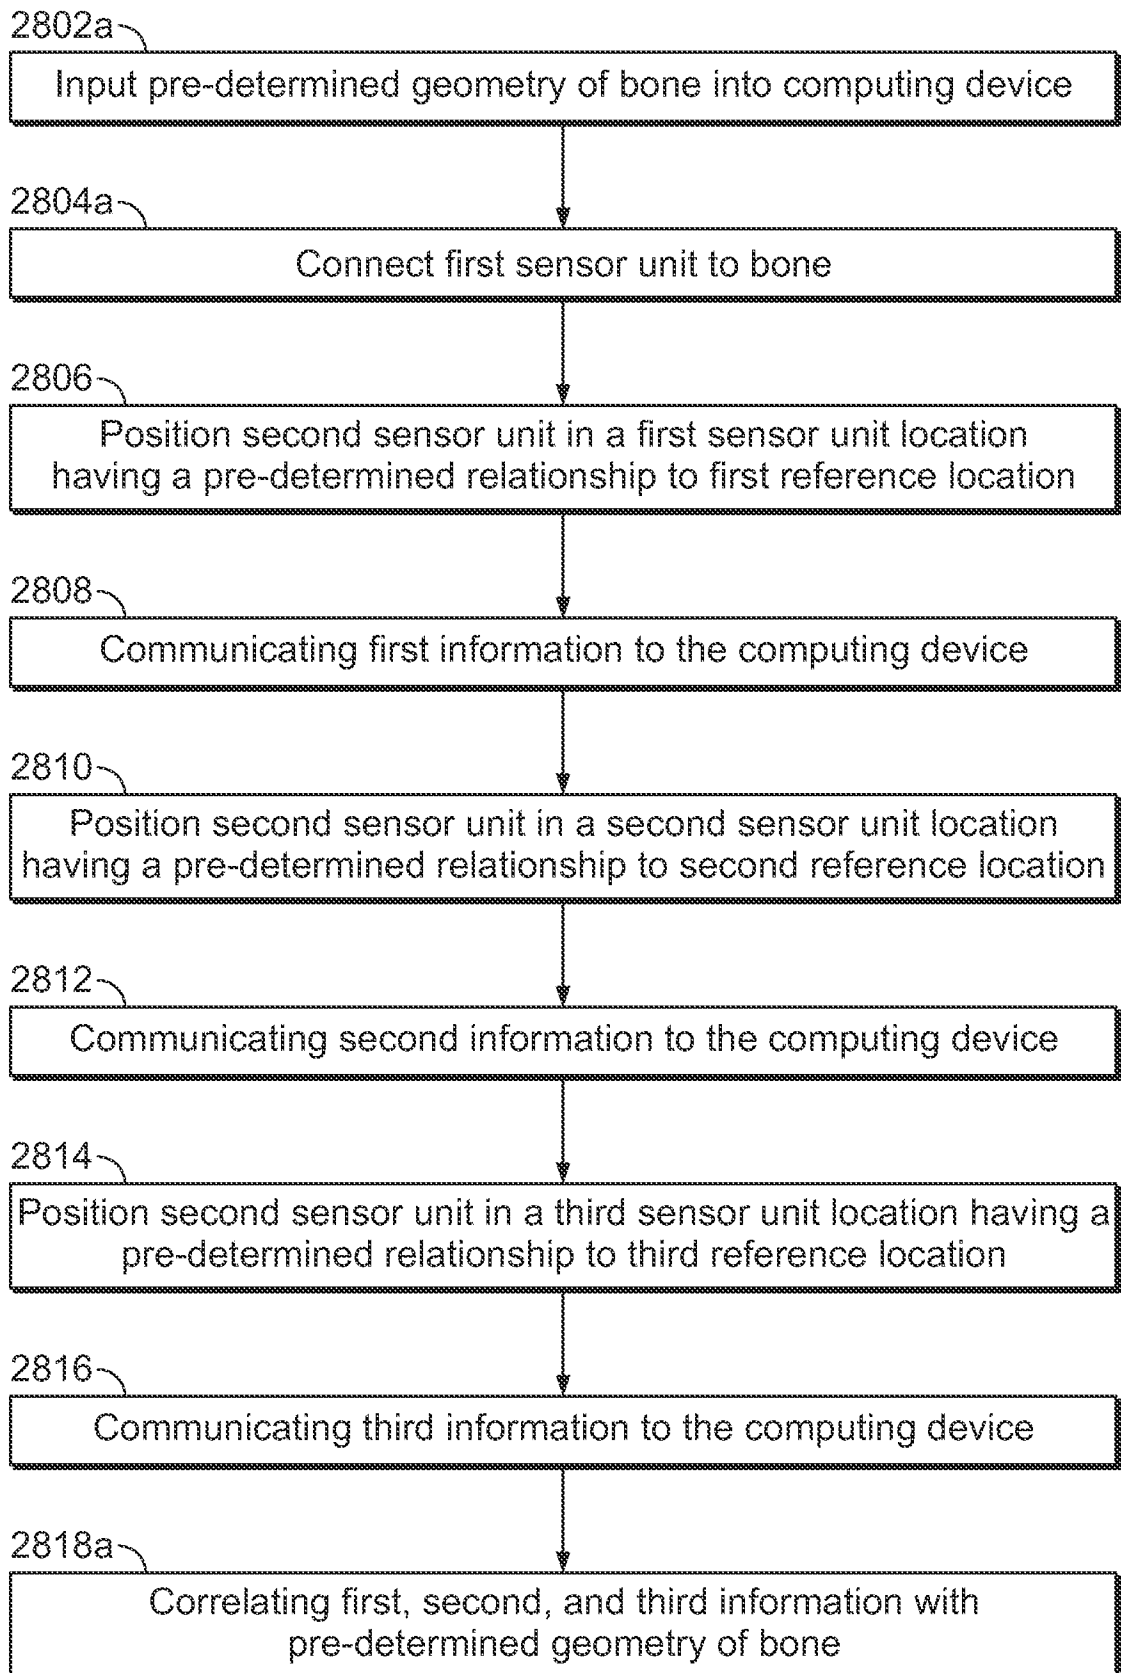 2802a
Input pre-determined geometry of bone into computing device
2804a
Connect first sensor unit to bone
2806
Position second sensor unit in a first sensor unit location
having a pre-determined relationship to first reference location
2808
Communicating first information to the computing device
2810
Position second sensor unit in a second sensor unit location
having a pre-determined relationship to second reference location
2812
Communicating second information to the computing device
2814
Position second sensor unit in a third sensor unit location having a
pre-determined relationship to third reference location
2816
Communicating third information to the computing device
2818a
Correlating first, second, and third information with
pre-determined geometry of bone